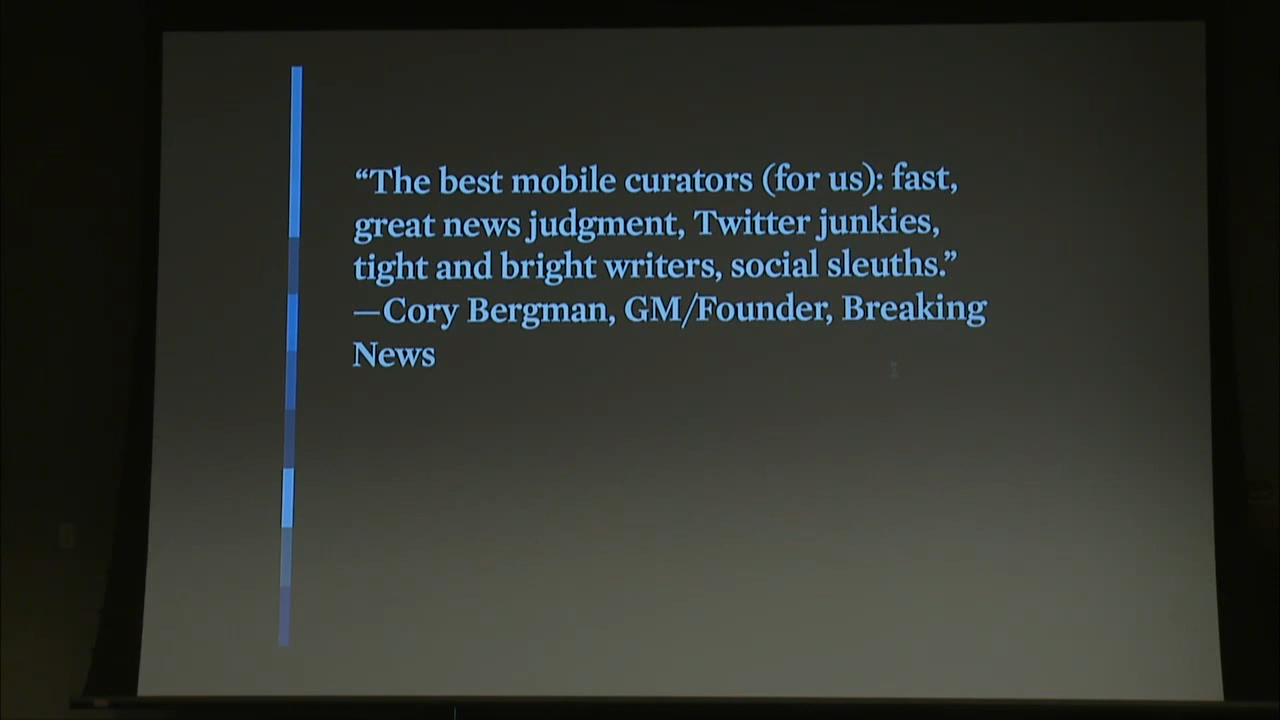 “The best mobile curators (for us): fast,
great news judgment, Twitter junkies,
tight and bright writers, social sleuths.”
—Cory Bergman, GM/Founder, Breaking
News